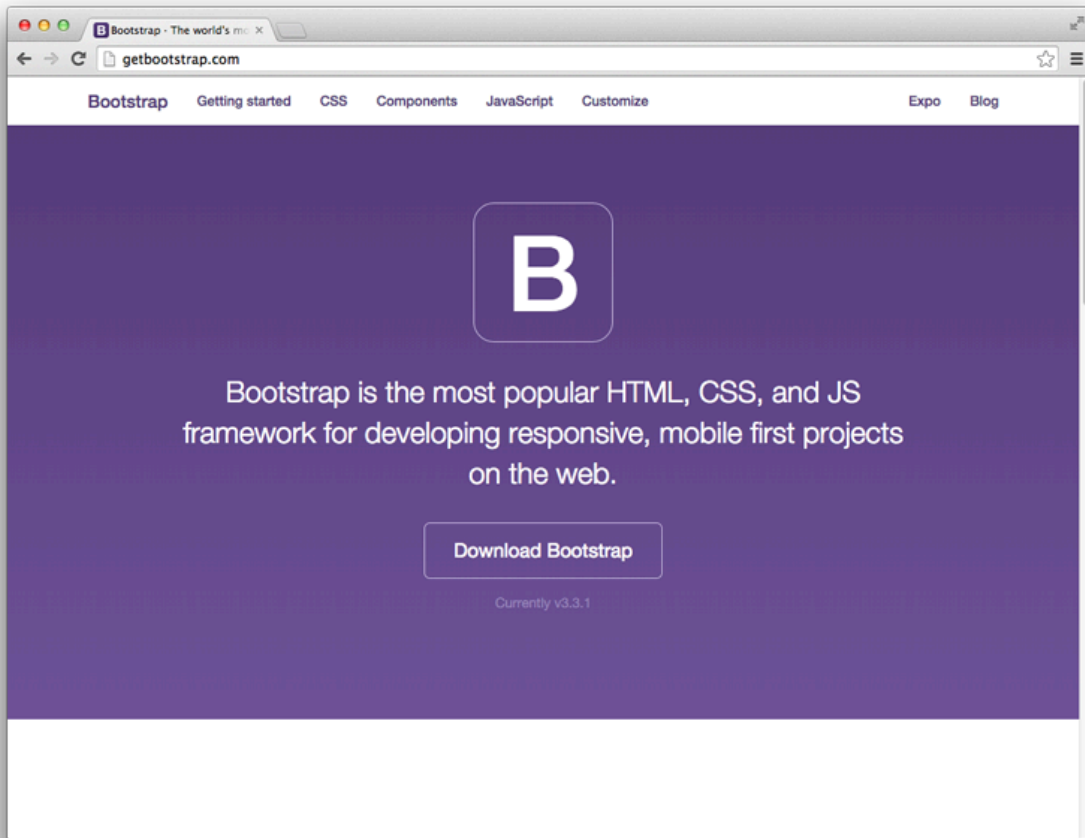 Bootstrap - The world's mo
getbootstrap.com
Bootstrap Getting started CSS Components JavaScript Customize Expo Blog
B
Bootstrap is the most popular HTML, CSS, and JS
framework for developing responsive, mobile first projects
on the web.
Download Bootstrap
Currently v3.3.1